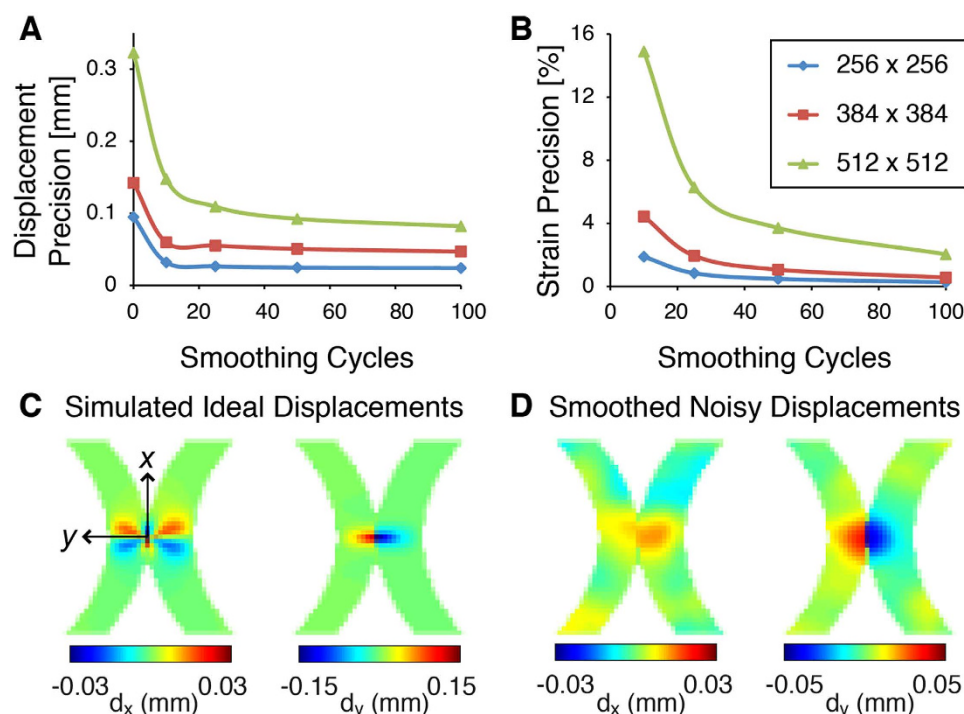 A
Displacement
Precision [mm]
0.3
0.2
0.1
0
0 20 40 60 80 100
Smoothing Cycles
B
Strain Precision [%]
16
12
8
4
0
0 20 40 60 80 100
Smoothing Cycles
256 x 256
384 x 384
512 x 512
C Simulated Ideal Displacements
x
y
-0.03 0.03
dₓ (mm)
-0.15 0.15
d_y (mm)
D Smoothed Noisy Displacements
-0.03 0.03
dₓ (mm)
-0.05 0.05
d_y (mm)